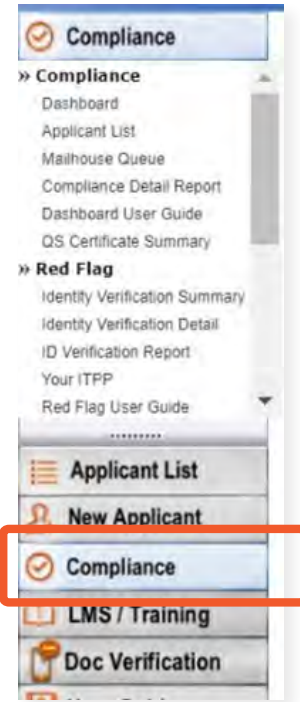 Compliance
» Compliance
Dashboard
Applicant List
Mailhouse Queue
Compliance Detail Report
Dashboard User Guide
QS Certificate Summary
» Red Flag
Identity Verification Summary
Identity Verification Detail
ID Verification Report
Your ITPP
Red Flag User Guide
Applicant List
New Applicant
Compliance
LMS / Training
Doc Verification